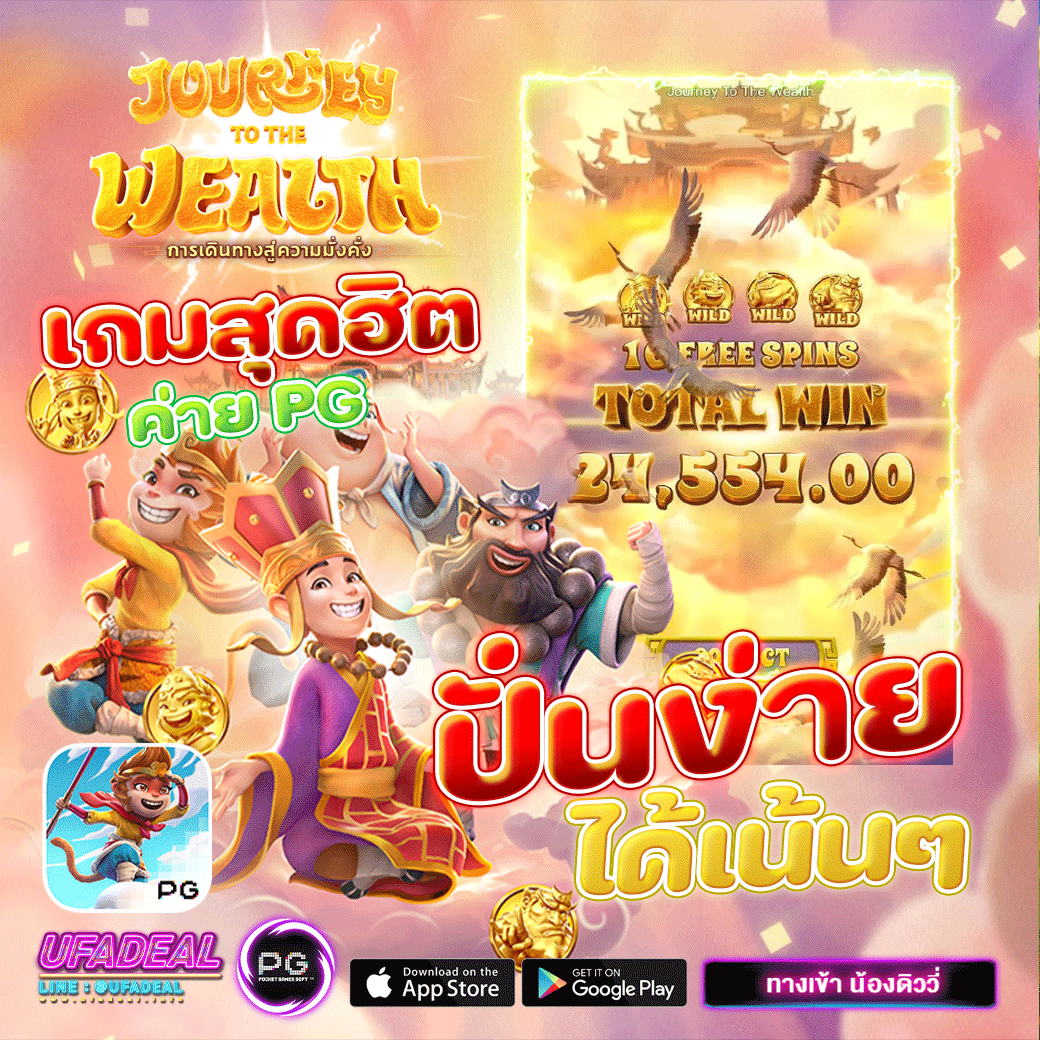 JOURNEY
TO THE
WEALTH
การเดินทางสู่ความมั่งคั่ง
เกมสุดฮิต
ค่าย PG
Journey To The Wealth
WILD WILD WILD WILD
FREE SPINS
TOTAL WIN
24,554.00
ปั่นง่าย
ได้เน้นๆ
PG
UFADEAL
LINE : @UFADEAL
PG
POCKET GAMES SOFT ™
Download on the
App Store
GET IT ON
Google Play
ทางเข้า น้องดิววี่